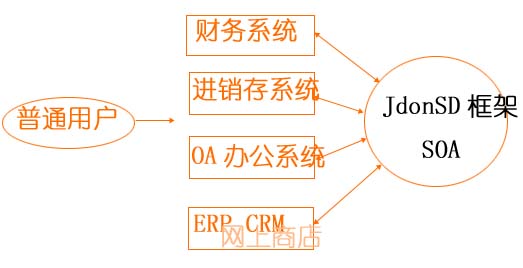 财务系统
进销存系统
普通用户
OA 办公系统
ERP CRM
网上商店
JdonSD 框架
SOA